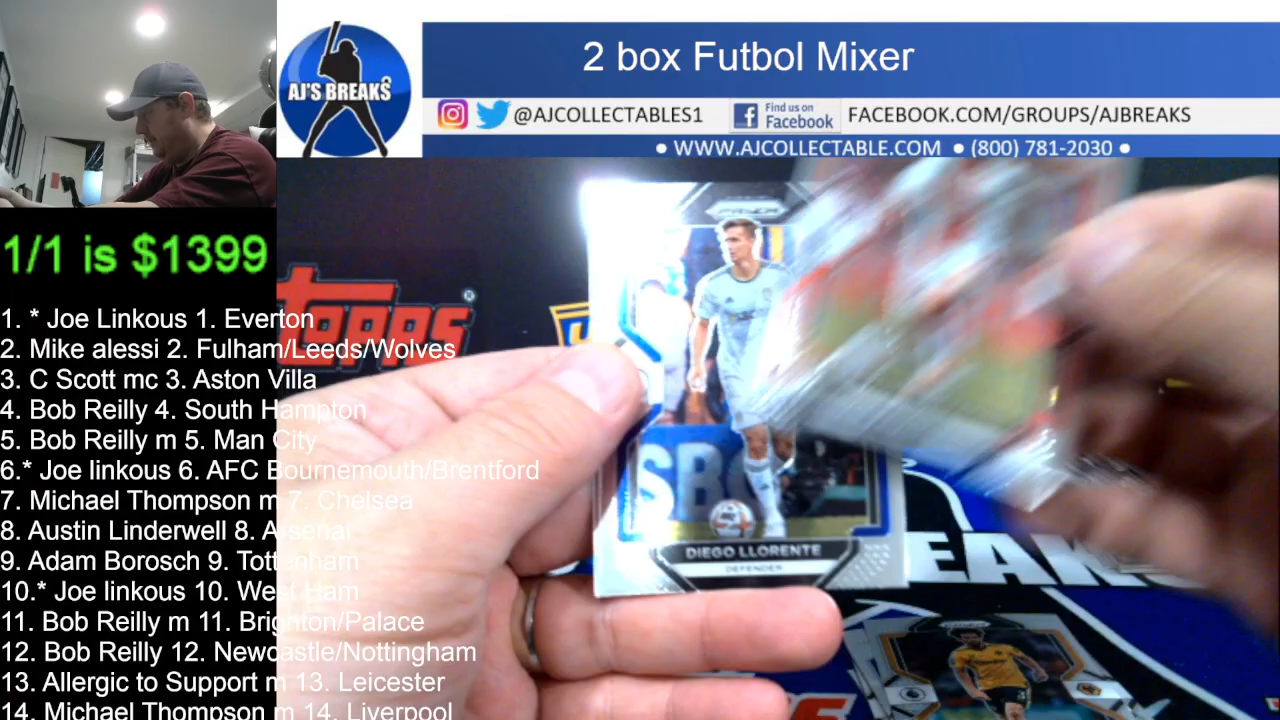 2 box Futbol Mixer
AJ'S BREAKS
@AJCOLLECTABLES1
Find us on
Facebook
FACEBOOK.COM/GROUPS/AJBREAKS
• WWW.AJCOLLECTABLE.COM • (800) 781-2030 •
1/1 is $1399
1. * Joe Linkous 1. Everton
2. Mike alessi 2. Fulham/Leeds/Wolves
3. C Scott mc 3. Aston Villa
4. Bob Reilly 4. South Hampton
5. Bob Reilly m 5. Man City
6.* Joe linkous 6. AFC Bournemouth/Brentford
7. Michael Thompson m 7. Chelsea
8. Austin Linderwell 8. Arsenal
9. Adam Borosch 9. Tottenham
10.* Joe linkous 10. West Ham
11. Bob Reilly m 11. Brighton/Palace
12. Bob Reilly 12. Newcastle/Nottingham
13. Allergic to Support m 13. Leicester
14. Michael Thompson m 14. Liverpool
topps ®
PRIZM
SBO
DIEGO LLORENTE
DEFENDER